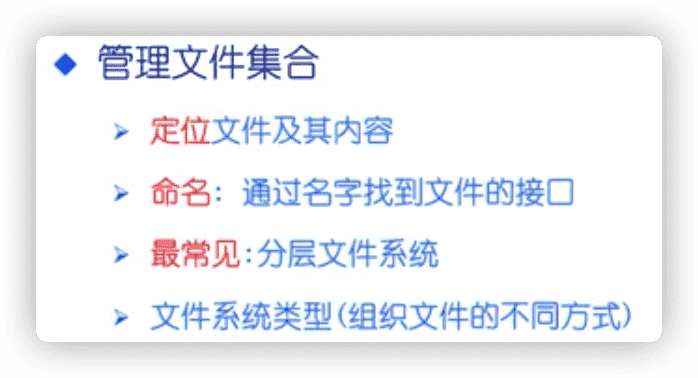 管理文件集合
定位文件及其内容
命名: 通过名字找到文件的接口
最常见:分层文件系统
文件系统类型(组织文件的不同方式)